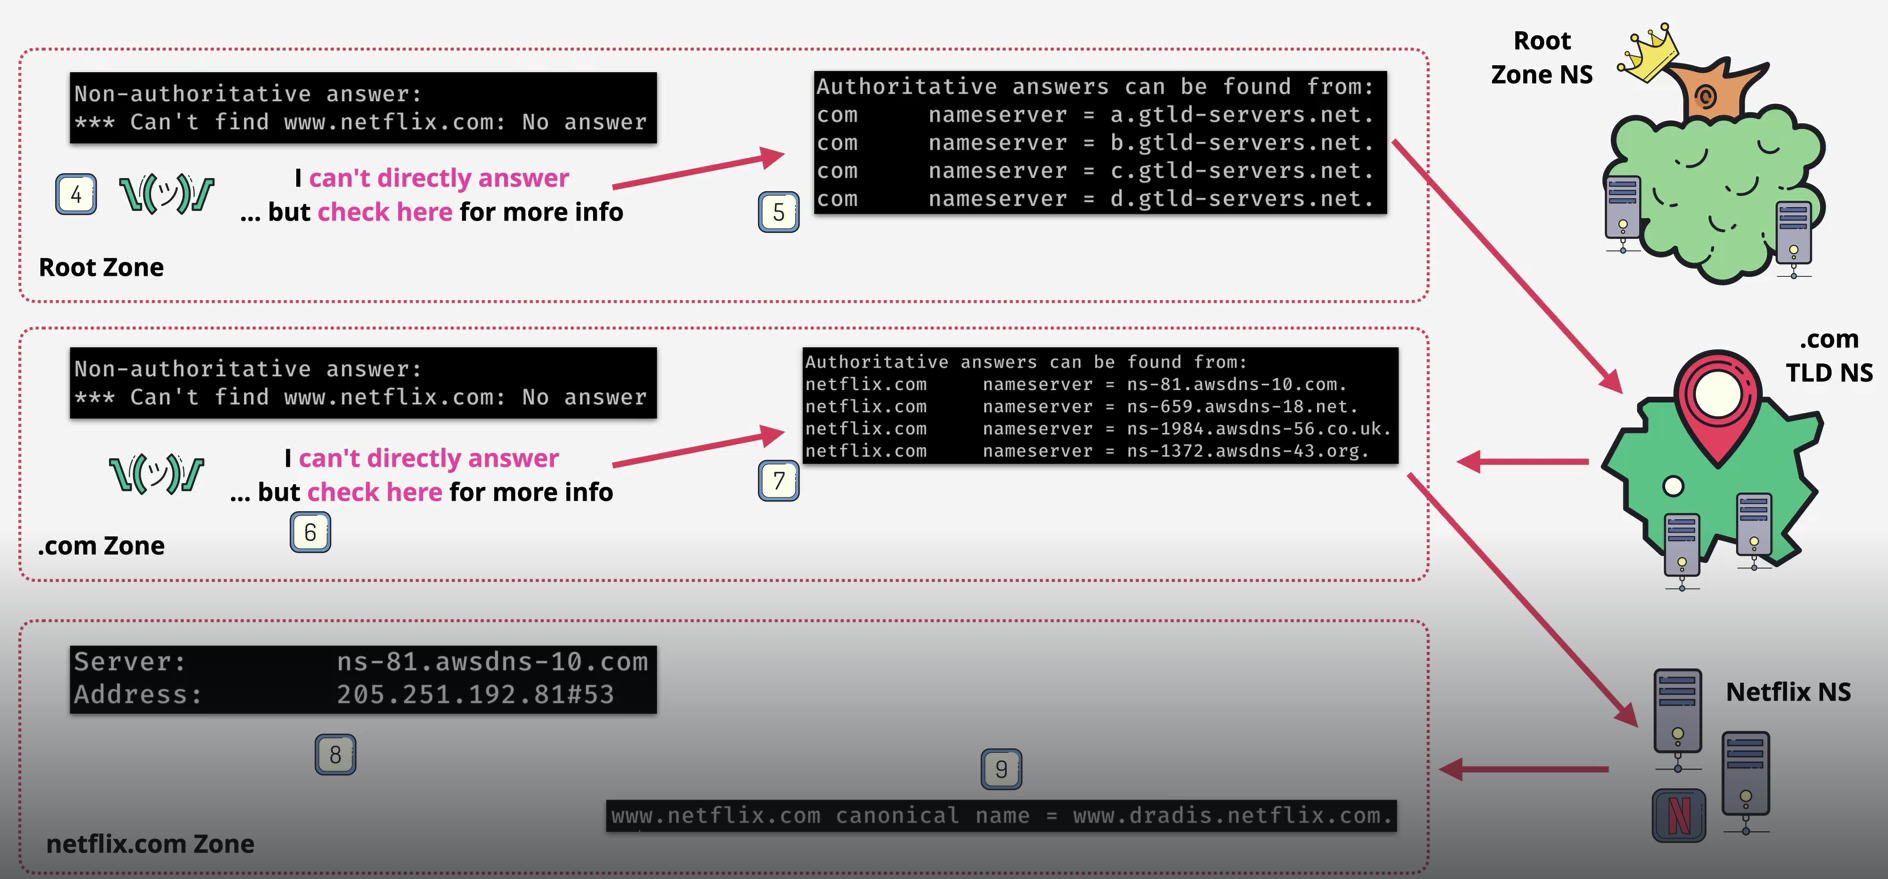 Root
Zone NS
Non-authoritative answer:
*** Can't find www.netflix.com: No answer
Authoritative answers can be found from:
com nameserver = a.gtld-servers.net.
com nameserver = b.gtld-servers.net.
com nameserver = c.gtld-servers.net.
com nameserver = d.gtld-servers.net.
4
¯\_(ツ)_/¯
I can't directly answer
... but check here for more info
5
Root Zone
.com
TLD NS
Non-authoritative answer:
*** Can't find www.netflix.com: No answer
Authoritative answers can be found from:
netflix.com nameserver = ns-81.awsdns-10.com.
netflix.com nameserver = ns-659.awsdns-18.net.
netflix.com nameserver = ns-1984.awsdns-56.co.uk.
netflix.com nameserver = ns-1372.awsdns-43.org.
¯\_(ツ)_/¯
I can't directly answer
... but check here for more info
7
6
.com Zone
Server: ns-81.awsdns-10.com
Address: 205.251.192.81#53
Netflix NS
8
9
www.netflix.com canonical name = www.dradis.netflix.com.
N
netflix.com Zone